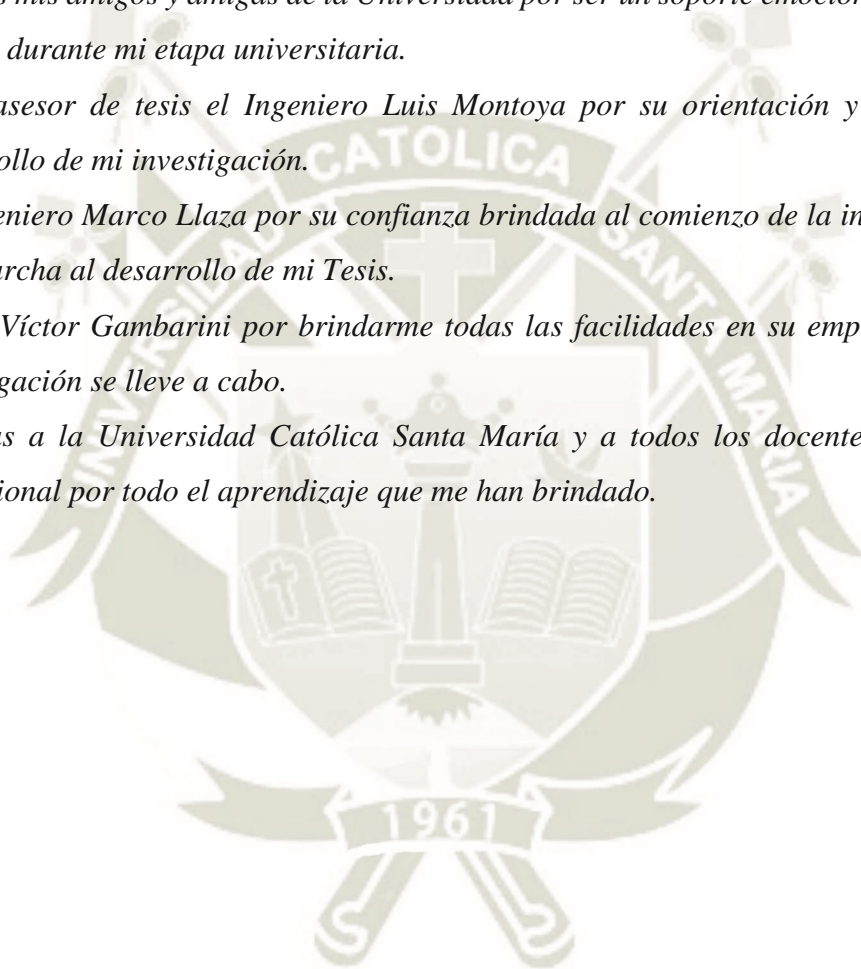 mis amigos y amigas de la Universidad por ser un soporte
durante mi etapa universitaria.
asesor de tesis el Ingeniero Luis Montoya por su orientación y
ollo de mi investigación.
eniero Marco Llaza por su confianza brindada al comienzo de la in
rcha al desarrollo de mi Tesis.
Víctor Gambarini por brindarme todas las facilidades en su emp
gación se lleve a cabo.
s a la Universidad Católica Santa María y a todos los docente
ional por todo el aprendizaje que me han brindado.
UNIVERSIDAD CATOLICA SANTA MARIA
1961